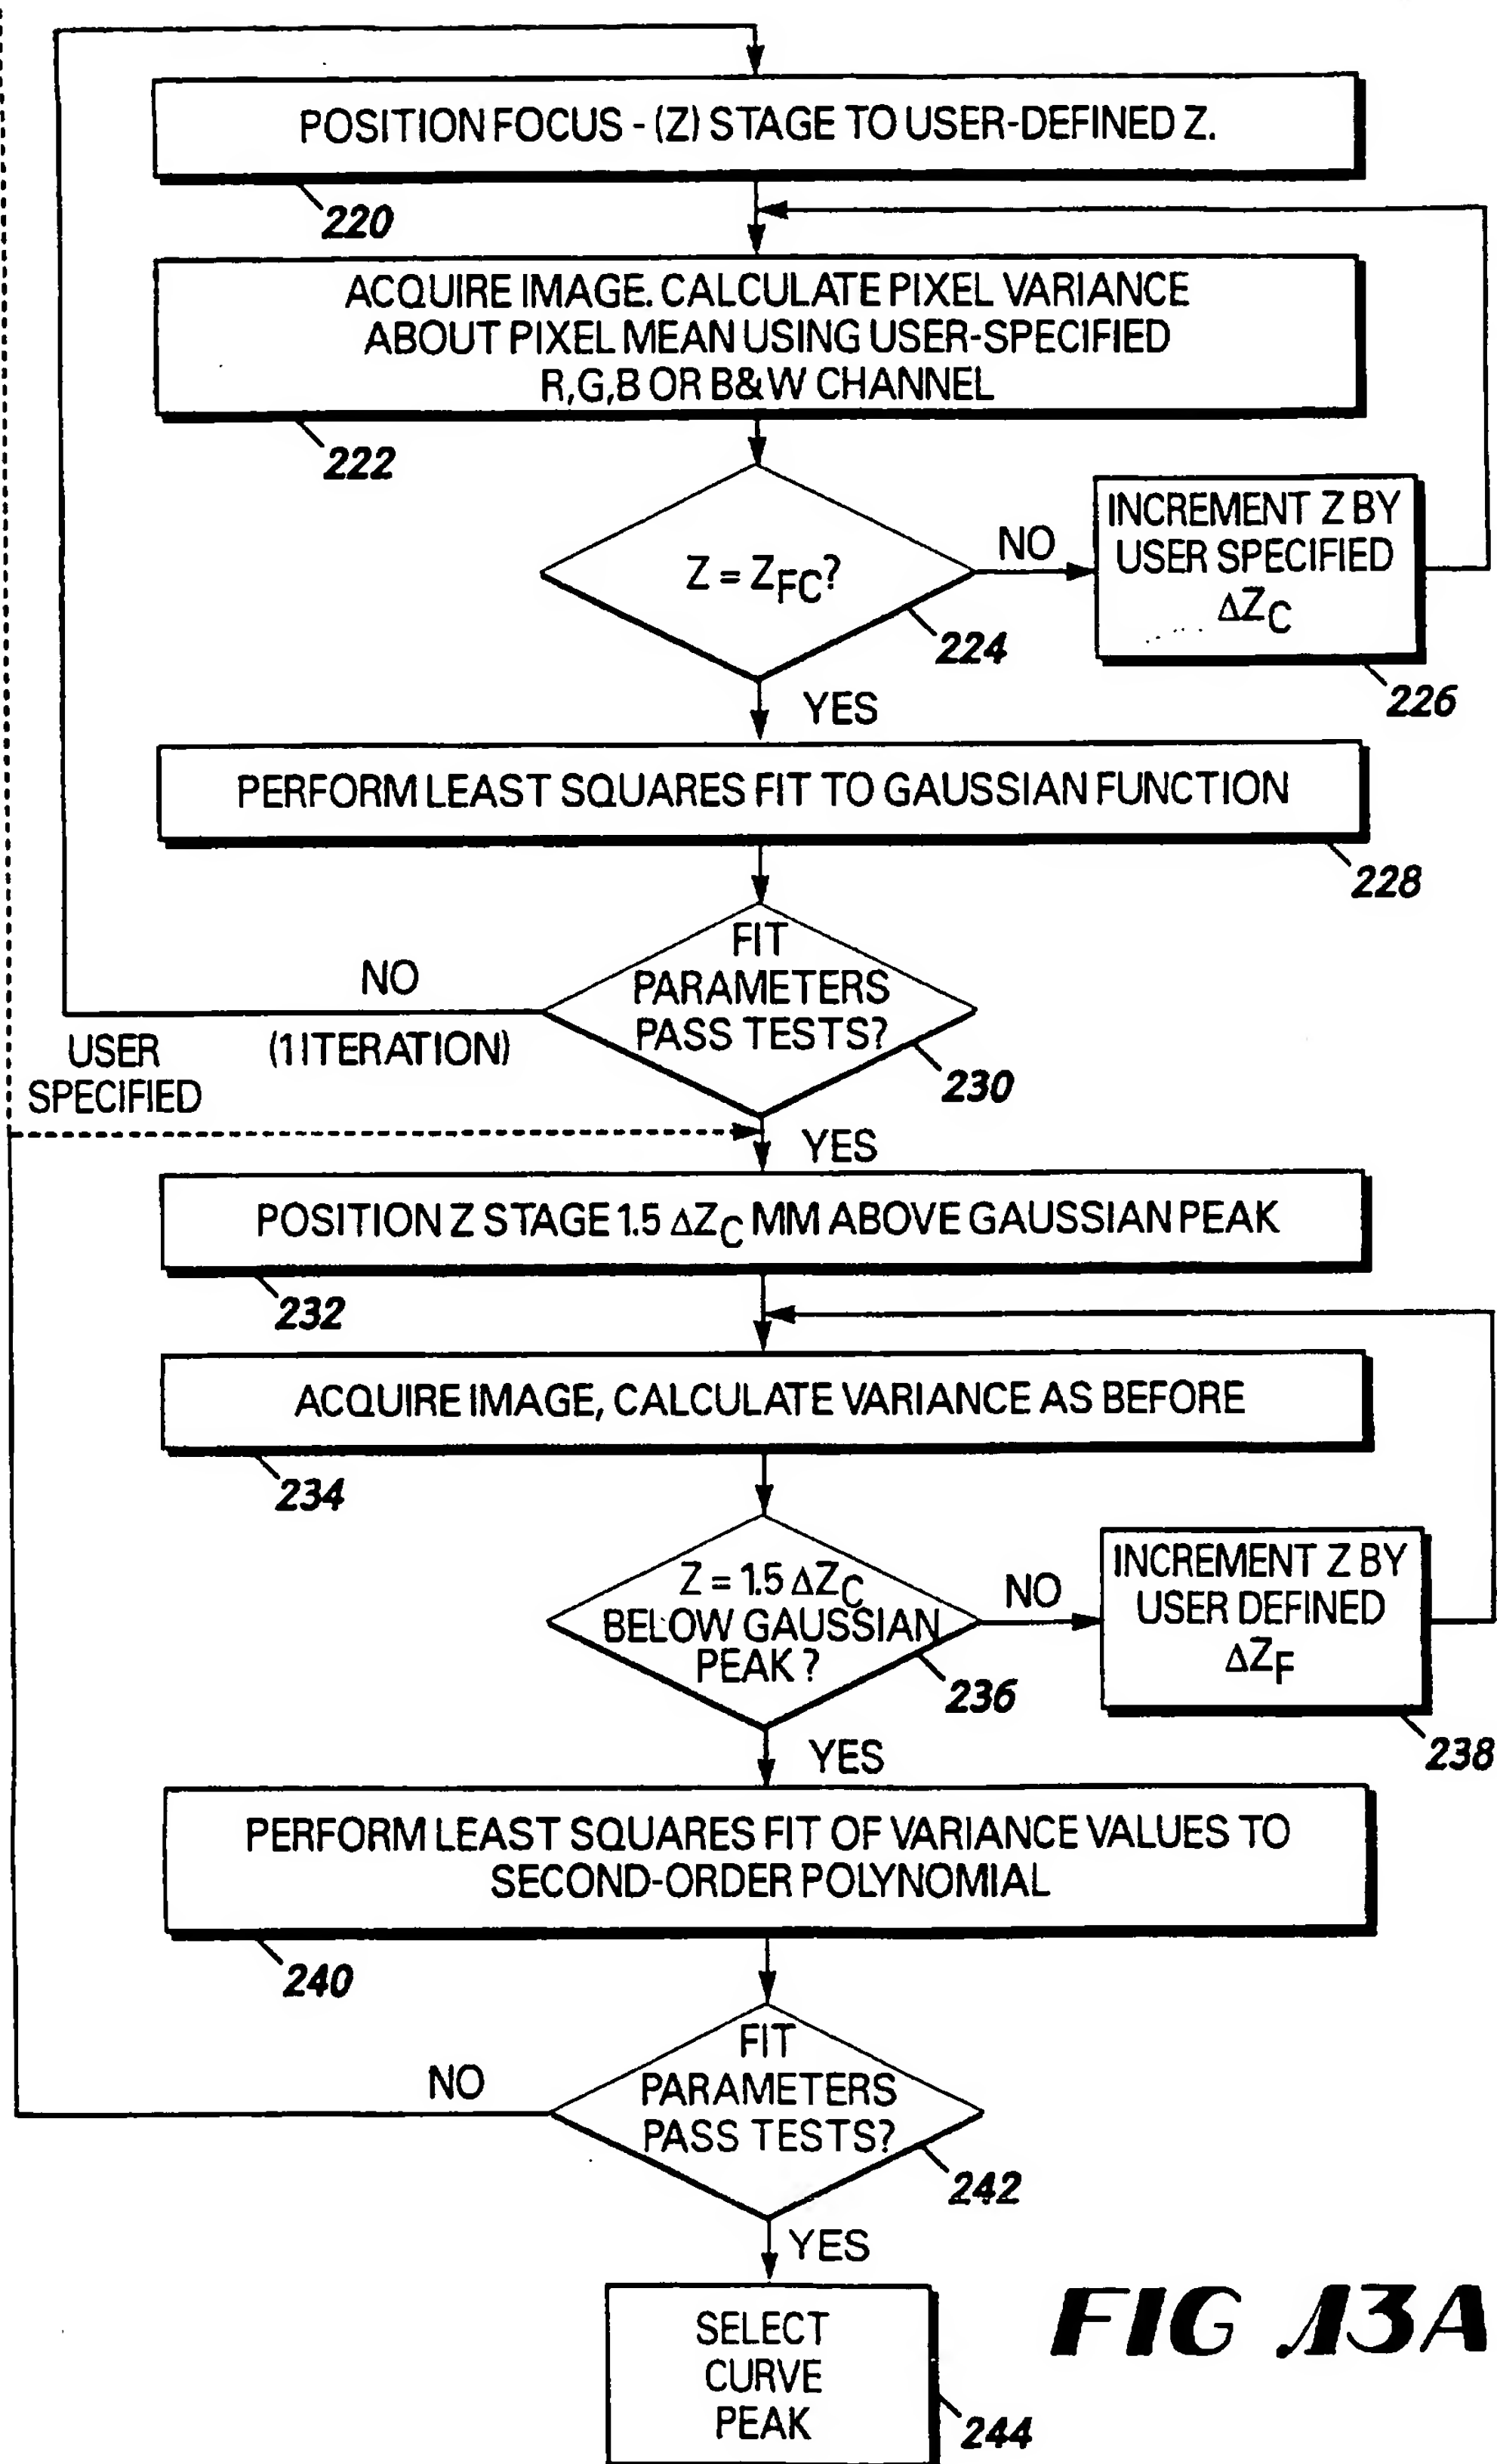 POSITION FOCUS - (Z) STAGE TO USER-DEFINED Z.
220
ACQUIRE IMAGE. CALCULATE PIXEL VARIANCE
ABOUT PIXEL MEAN USING USER-SPECIFIED
R,G,B OR B&W CHANNEL
222
Z = ZFC?
224
NO
INCREMENT Z BY
USER SPECIFIED
ΔZC
226
YES
PERFORM LEAST SQUARES FIT TO GAUSSIAN FUNCTION
228
FIT
PARAMETERS
PASS TESTS?
230
NO
(1 ITERATION)
USER
SPECIFIED
YES
POSITION Z STAGE 1.5 ΔZC MM ABOVE GAUSSIAN PEAK
232
ACQUIRE IMAGE, CALCULATE VARIANCE AS BEFORE
234
Z = 1.5 ΔZC
BELOW GAUSSIAN
PEAK ?
236
NO
INCREMENT Z BY
USER DEFINED
ΔZF
238
YES
PERFORM LEAST SQUARES FIT OF VARIANCE VALUES TO
SECOND-ORDER POLYNOMIAL
240
FIT
PARAMETERS
PASS TESTS?
242
NO
YES
SELECT
CURVE
PEAK
244
FIG 13A